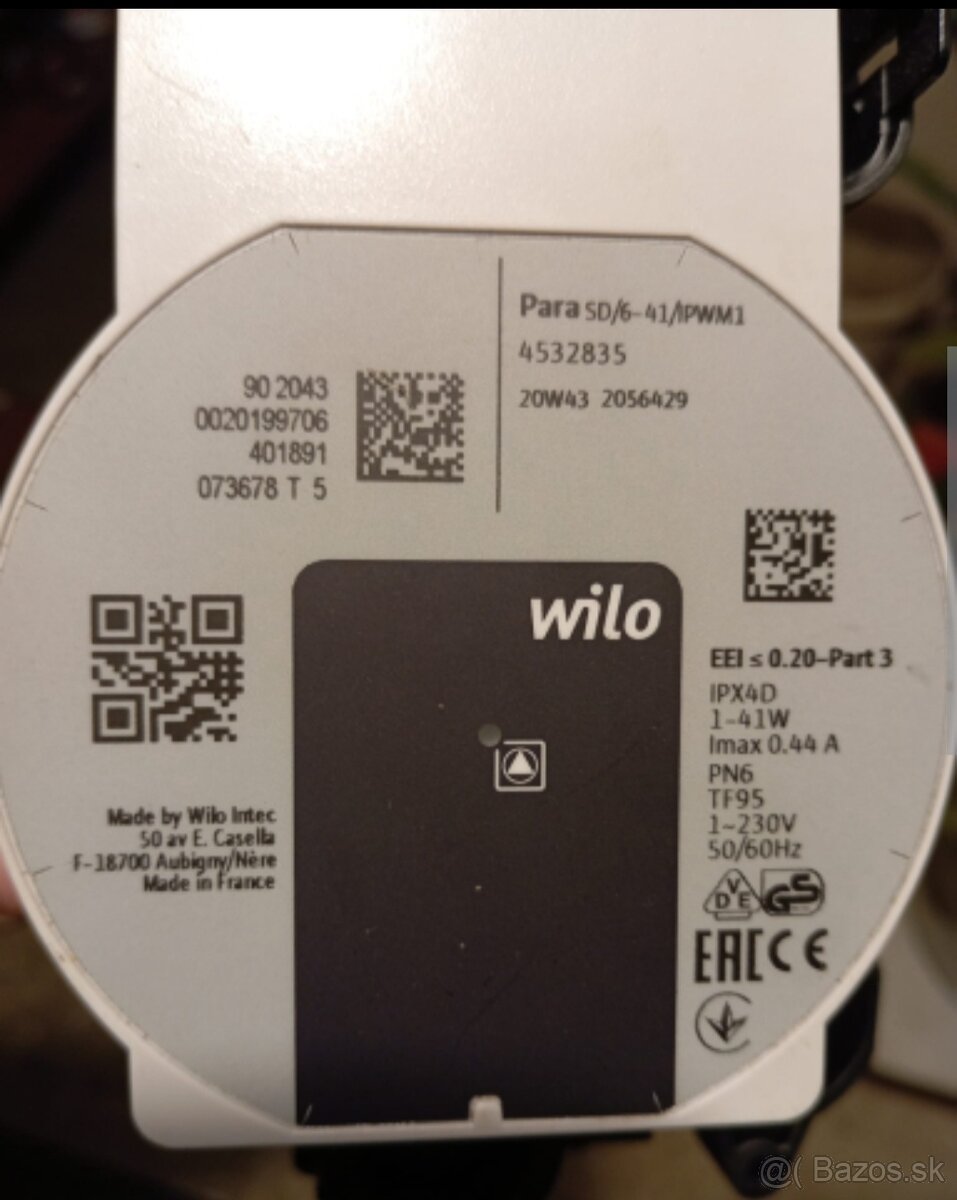 Para SD/6-41/iPWM1
4532835
20W43 2056429
90 2043
0020199706
401891
073678 T 5
wilo
EEI ≤ 0.20-Part 3
IPX4D
1-41W
Imax 0.44 A
PN6
TF95
1~230V
50/60Hz
Made by Wilo Intec
50 av E. Casella
F-18700 Aubigny/Nère
Made in France
VDE GS
EAC CE
@( Bazos.sk